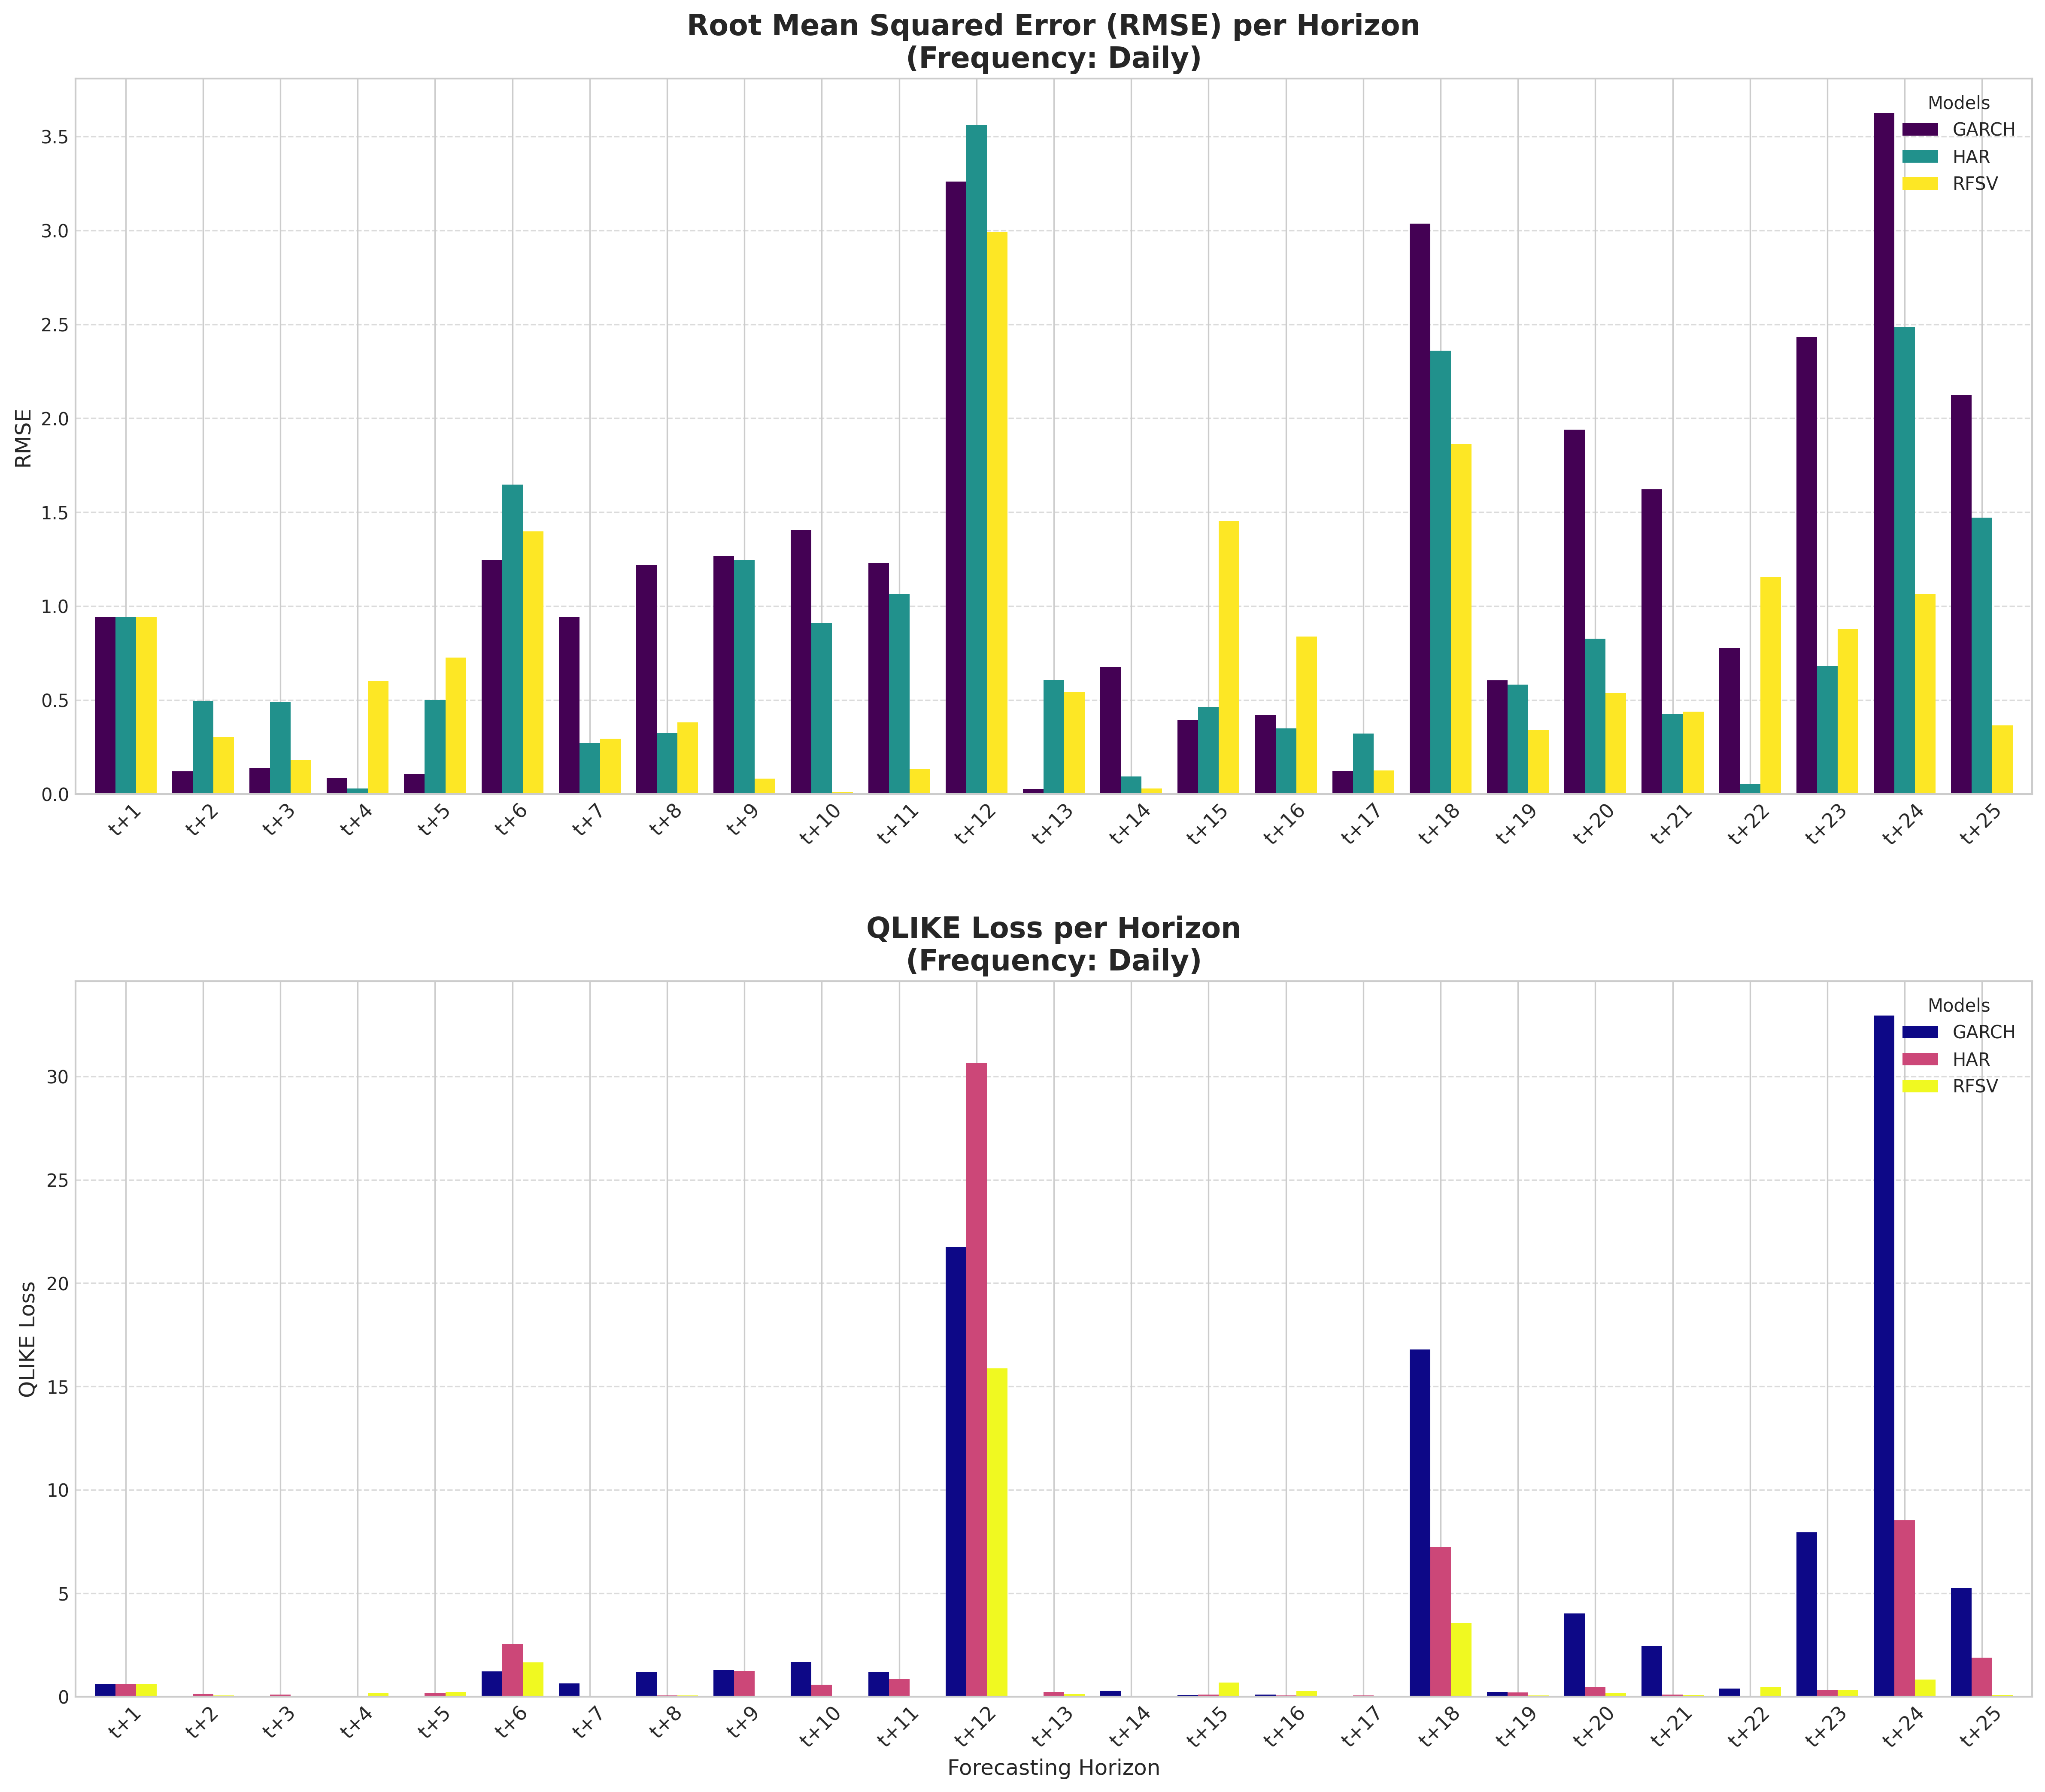 Root Mean Squared Error (RMSE) per Horizon
(Frequency: Daily)
Models
GARCH
HAR
RFSV
RMSE
3.5
3.0
2.5
2.0
1.5
1.0
0.5
0.0
t+1
t+2
t+3
t+4
t+5
t+6
t+7
t+8
t+9
t+10
t+11
t+12
t+13
t+14
t+15
t+16
t+17
t+18
t+19
t+20
t+21
t+22
t+23
t+24
t+25
QLIKE Loss per Horizon
(Frequency: Daily)
Models
GARCH
HAR
RFSV
QLIKE Loss
30
25
20
15
10
5
0
t+1
t+2
t+3
t+4
t+5
t+6
t+7
t+8
t+9
t+10
t+11
t+12
t+13
t+14
t+15
t+16
t+17
t+18
t+19
t+20
t+21
t+22
t+23
t+24
t+25
Forecasting Horizon